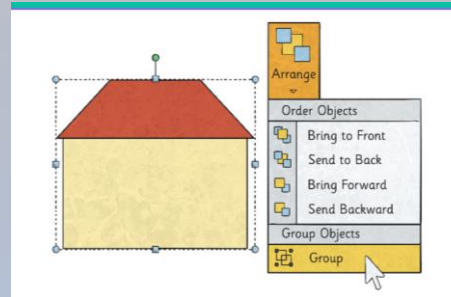 Arrange
Order Objects
Bring to Front
Send to Back
Bring Forward
Send Backward
Group Objects
Group